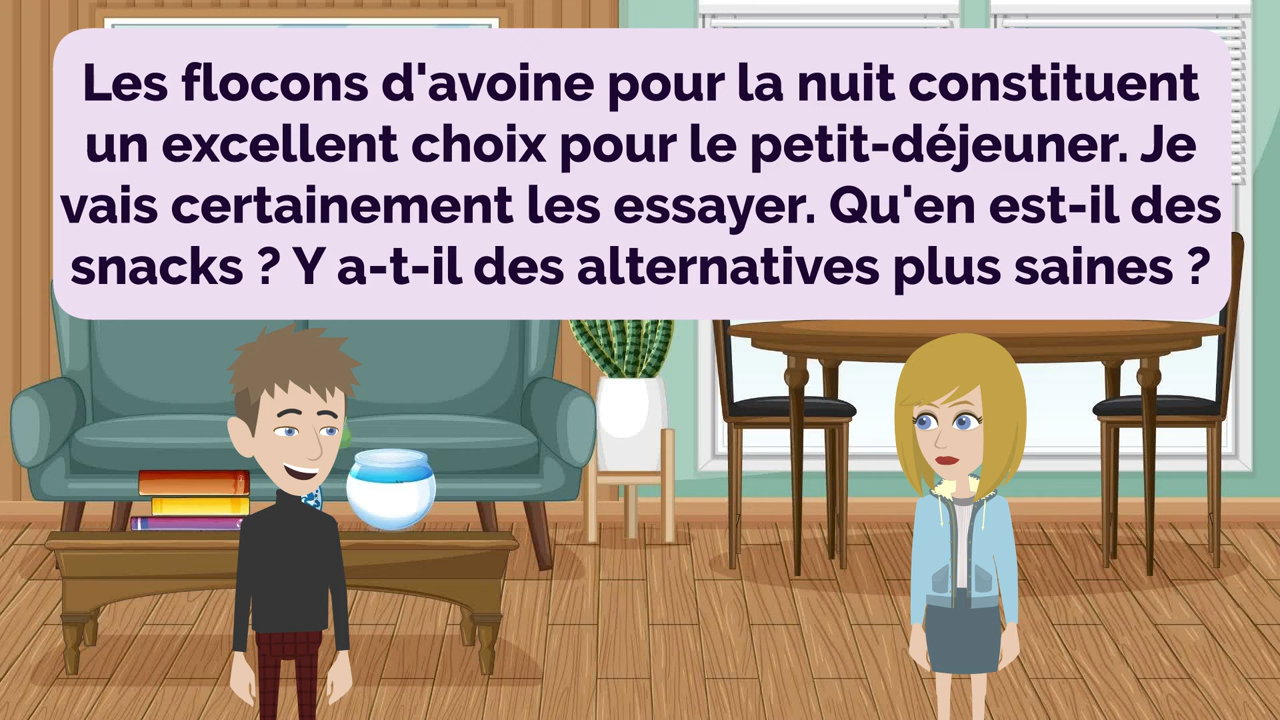 Les flocons d'avoine pour la nuit constituent
un excellent choix pour le petit-déjeuner. Je
vais certainement les essayer. Qu'en est-il des
snacks ? Y a-t-il des alternatives plus saines ?